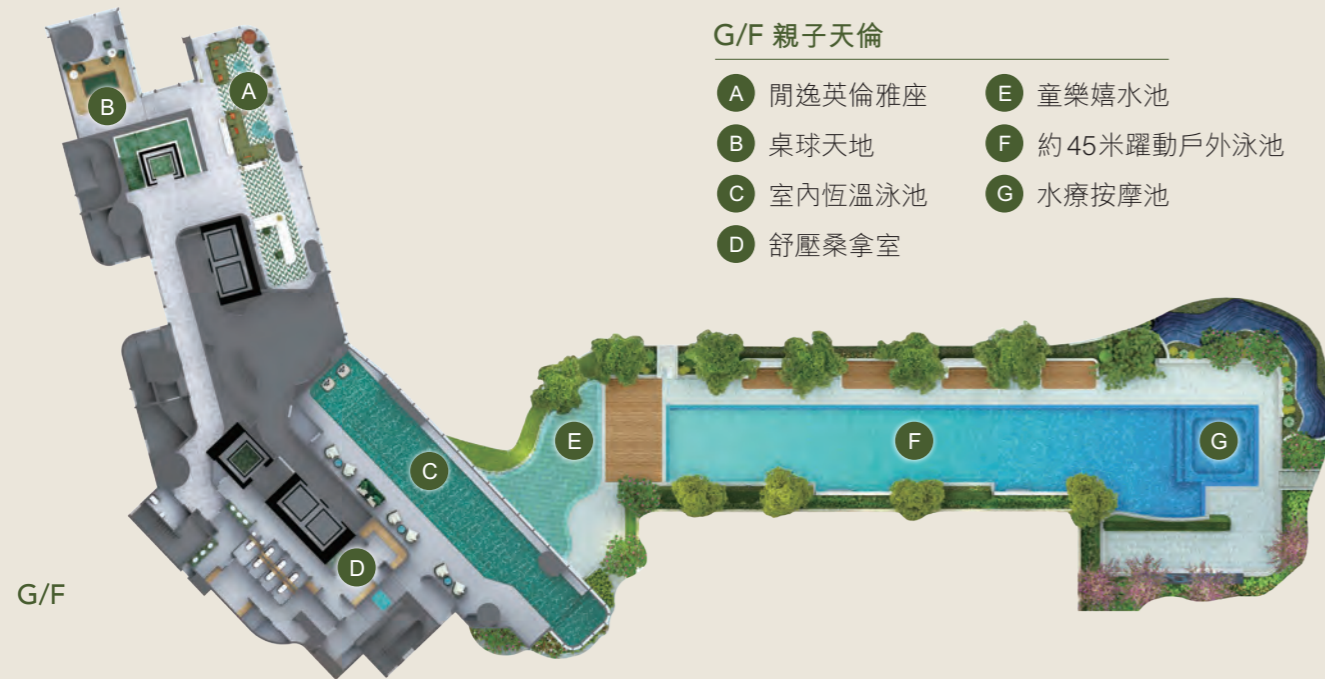 G/F 親子天倫
A 閒逸英倫雅座
B 桌球天地
C 室內恆溫泳池
D 舒壓桑拿室
E 童樂嬉水池
F 約45米躍動戶外泳池
G 水療按摩池
A
B
C
D
E
F
G
G/F